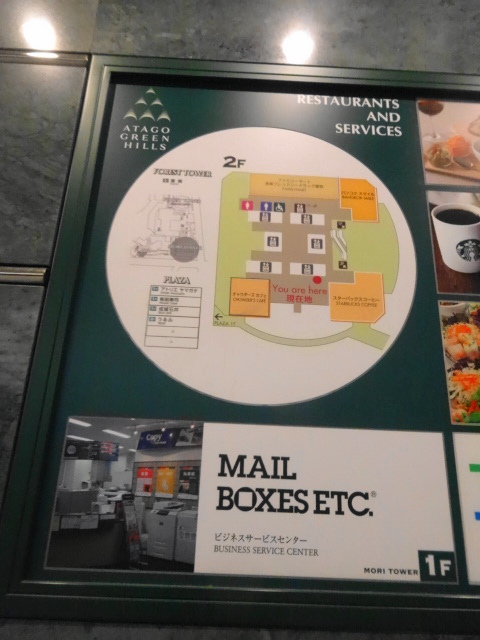 RESTAURANTS
AND
SERVICES
ATAGO
GREEN
HILLS
FOREST TOWER
2F
You are here
現在地
スターバックスコーヒー
STARBUCKS COFFEE
PLAZA
PLAZA 1F
MAIL
BOXES ETC.®
ビジネスサービスセンター
BUSINESS SERVICE CENTER
MORI TOWER 1F